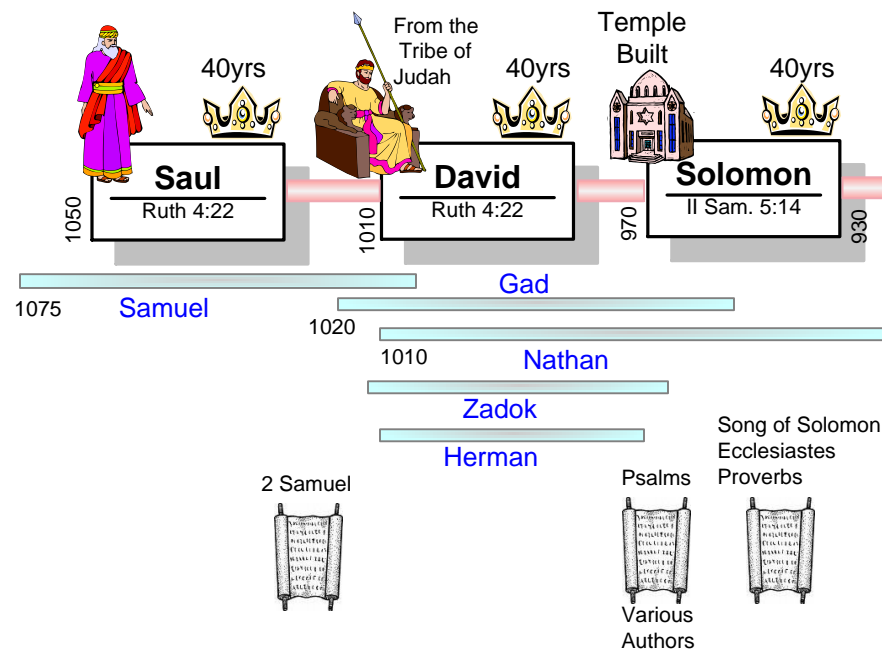 From the
Tribe of
Judah
Temple
Built
40yrs
40yrs
40yrs
Saul
Ruth 4:22
David
Ruth 4:22
Solomon
II Sam. 5:14
1050
1010
970
930
1075
Samuel
Gad
1020
1010
Nathan
Zadok
Herman
2 Samuel
Psalms
Various
Authors
Song of Solomon
Ecclesiastes
Proverbs